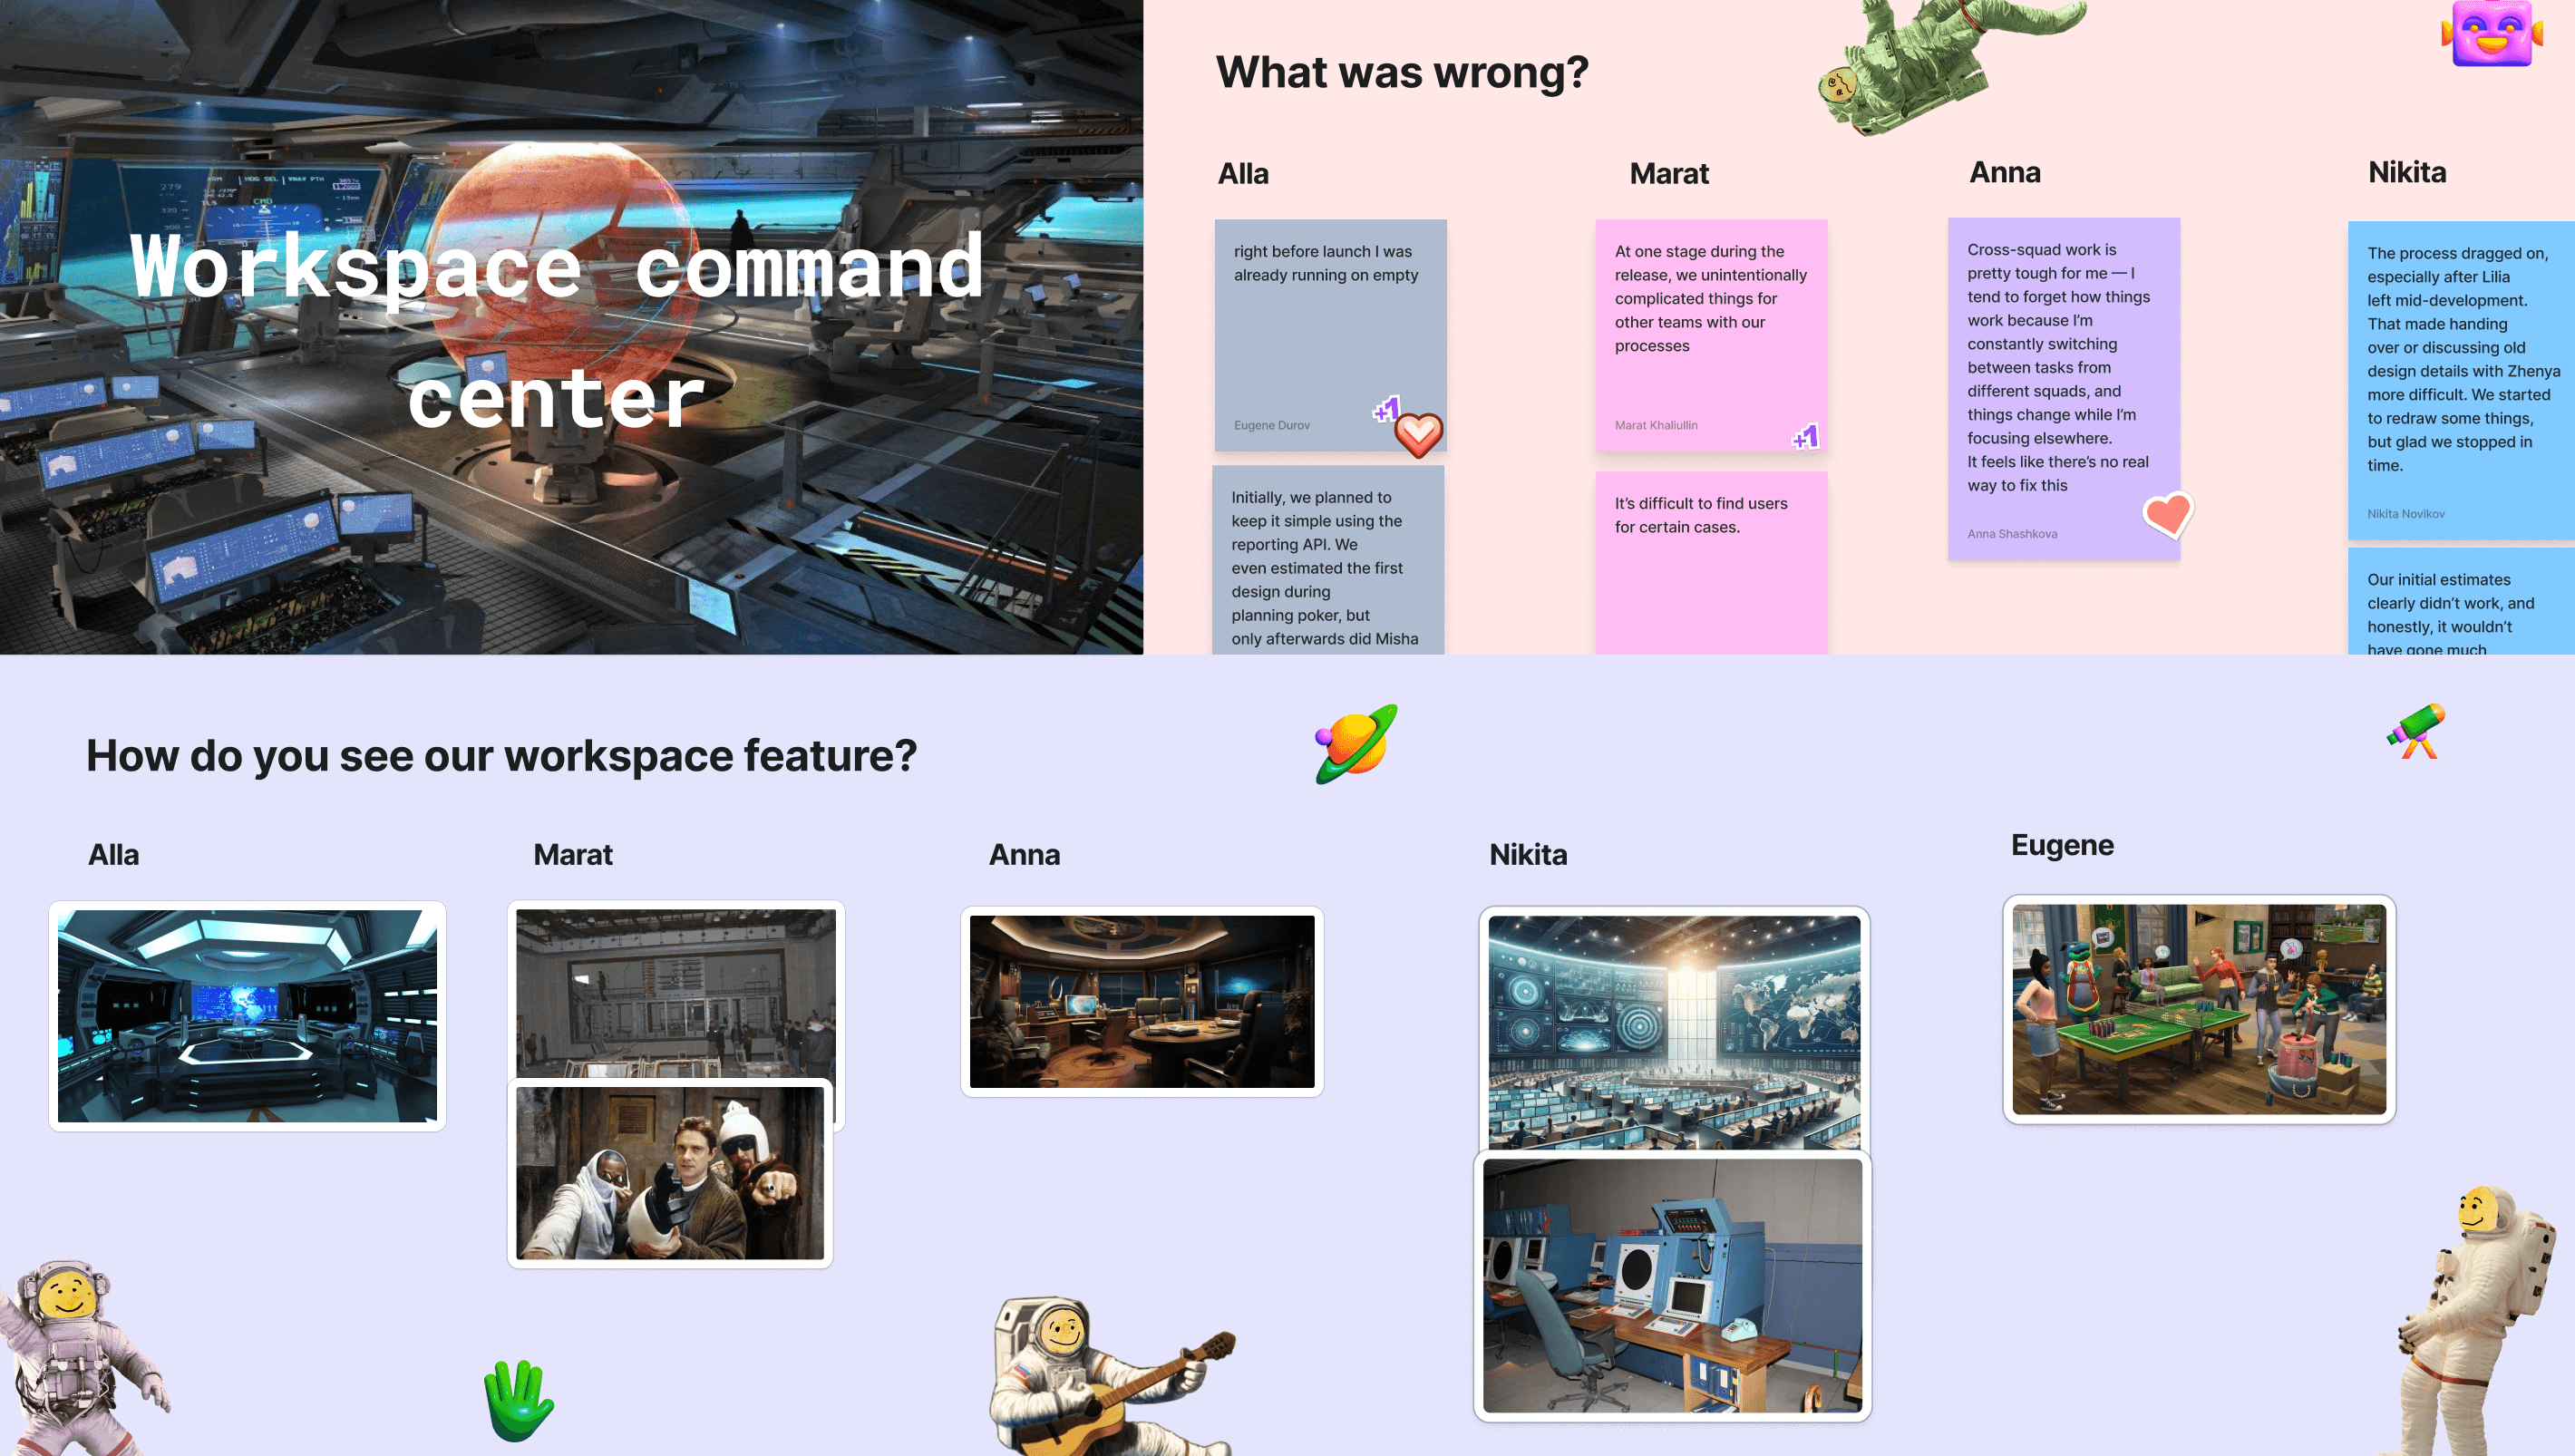 Workspace command
center
What was wrong?
Alla
right before launch I was
already running on empty
Eugene Durov
+1
Initially, we planned to
keep it simple using the
reporting API. We
even estimated the first
design during
planning poker, but
only afterwards did Misha
Marat
At one stage during the
release, we unintentionally
complicated things for
other teams with our
processes
Marat Khaliullin
+1
It’s difficult to find users
for certain cases.
Anna
Cross-squad work is
pretty tough for me — I
tend to forget how things
work because I’m
constantly switching
between tasks from
different squads, and
things change while I’m
focusing elsewhere.
It feels like there’s no real
way to fix this
Anna Shashkova
Nikita
The process dragged on,
especially after Lilia
left mid-development.
That made handing
over or discussing old
design details with Zhenya
more difficult. We started
to redraw some things,
but glad we stopped in
time.
Nikita Novikov
Our initial estimates
clearly didn’t work, and
honestly, it wouldn’t
have gone much
How do you see our workspace feature?
Alla
Marat
Anna
Nikita
Eugene